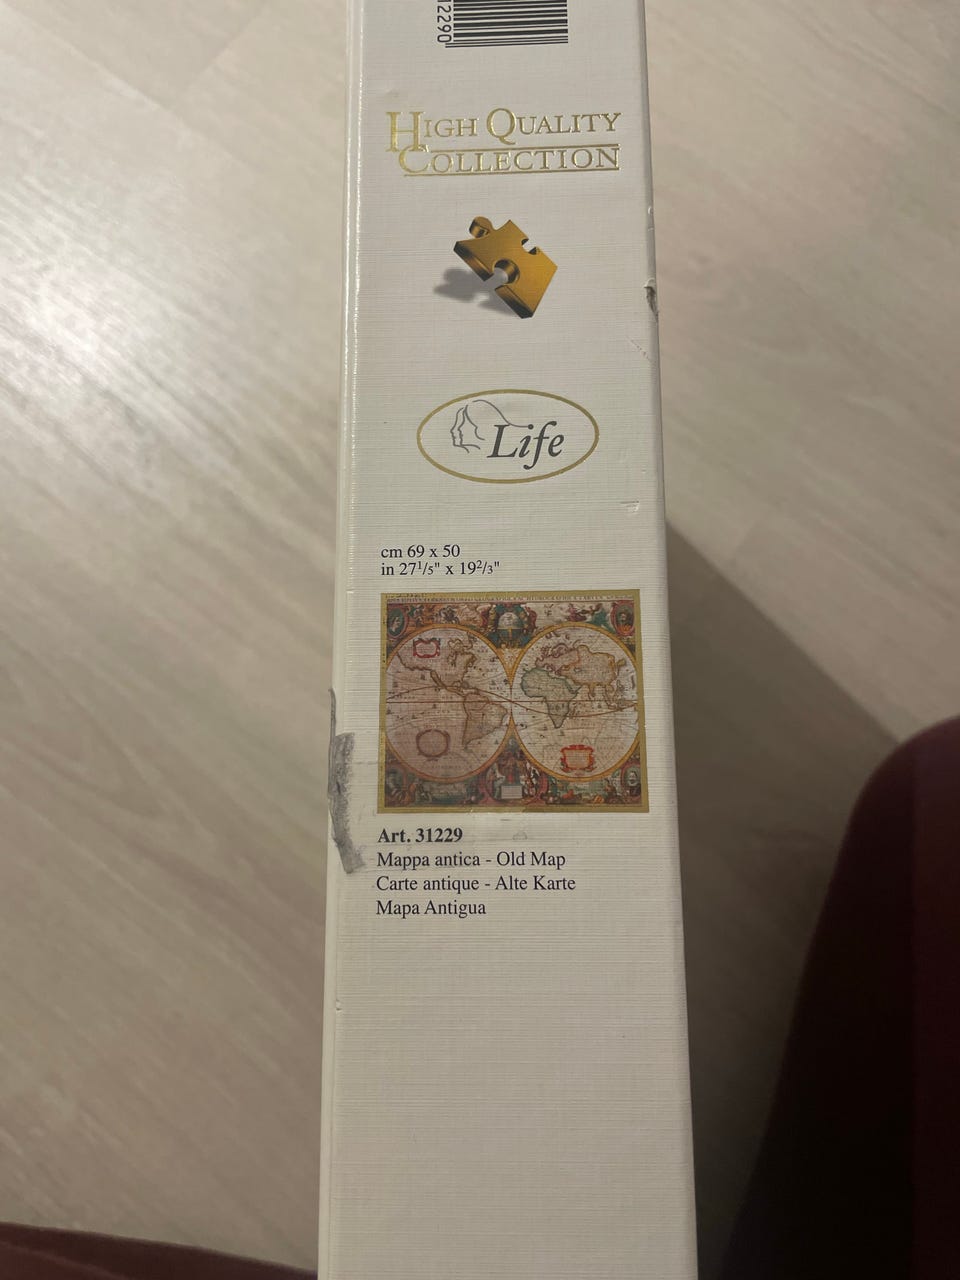 12290
HIGH QUALITY
COLLECTION
Life
cm 69 x 50
in 27¹/₅" x 19²/₃"
Art. 31229
Mappa antica - Old Map
Carte antique - Alte Karte
Mapa Antigua